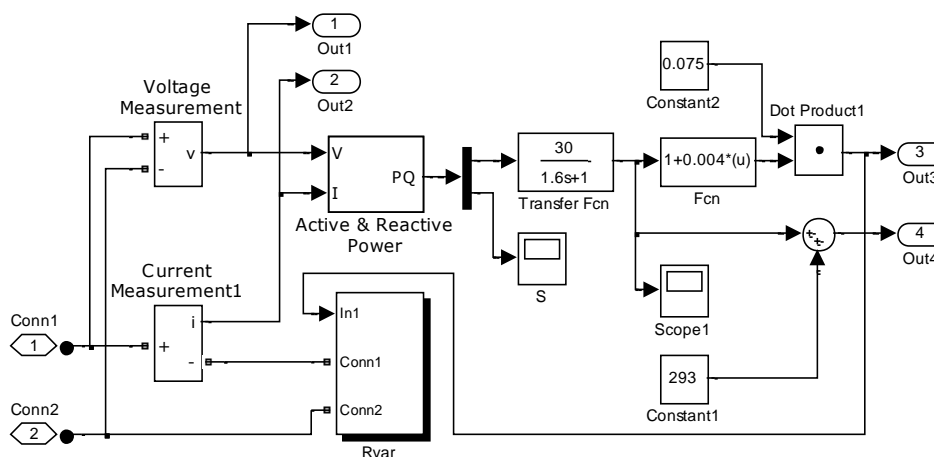 1
Out1
2
Out2
Voltage
Measurement
+
v
-
V
I
PQ
Active & Reactive
Power
30
1.6s+1
Transfer Fcn
0.075
Constant2
1+0.004*(u)
Fcn
Dot Product1
3
Out3
4
Out4
+
+
S
Scope1
293
Constant1
Current
Measurement1
i
+
-
Conn1
1
Conn2
2
In1
Conn1
Conn2
Rvar